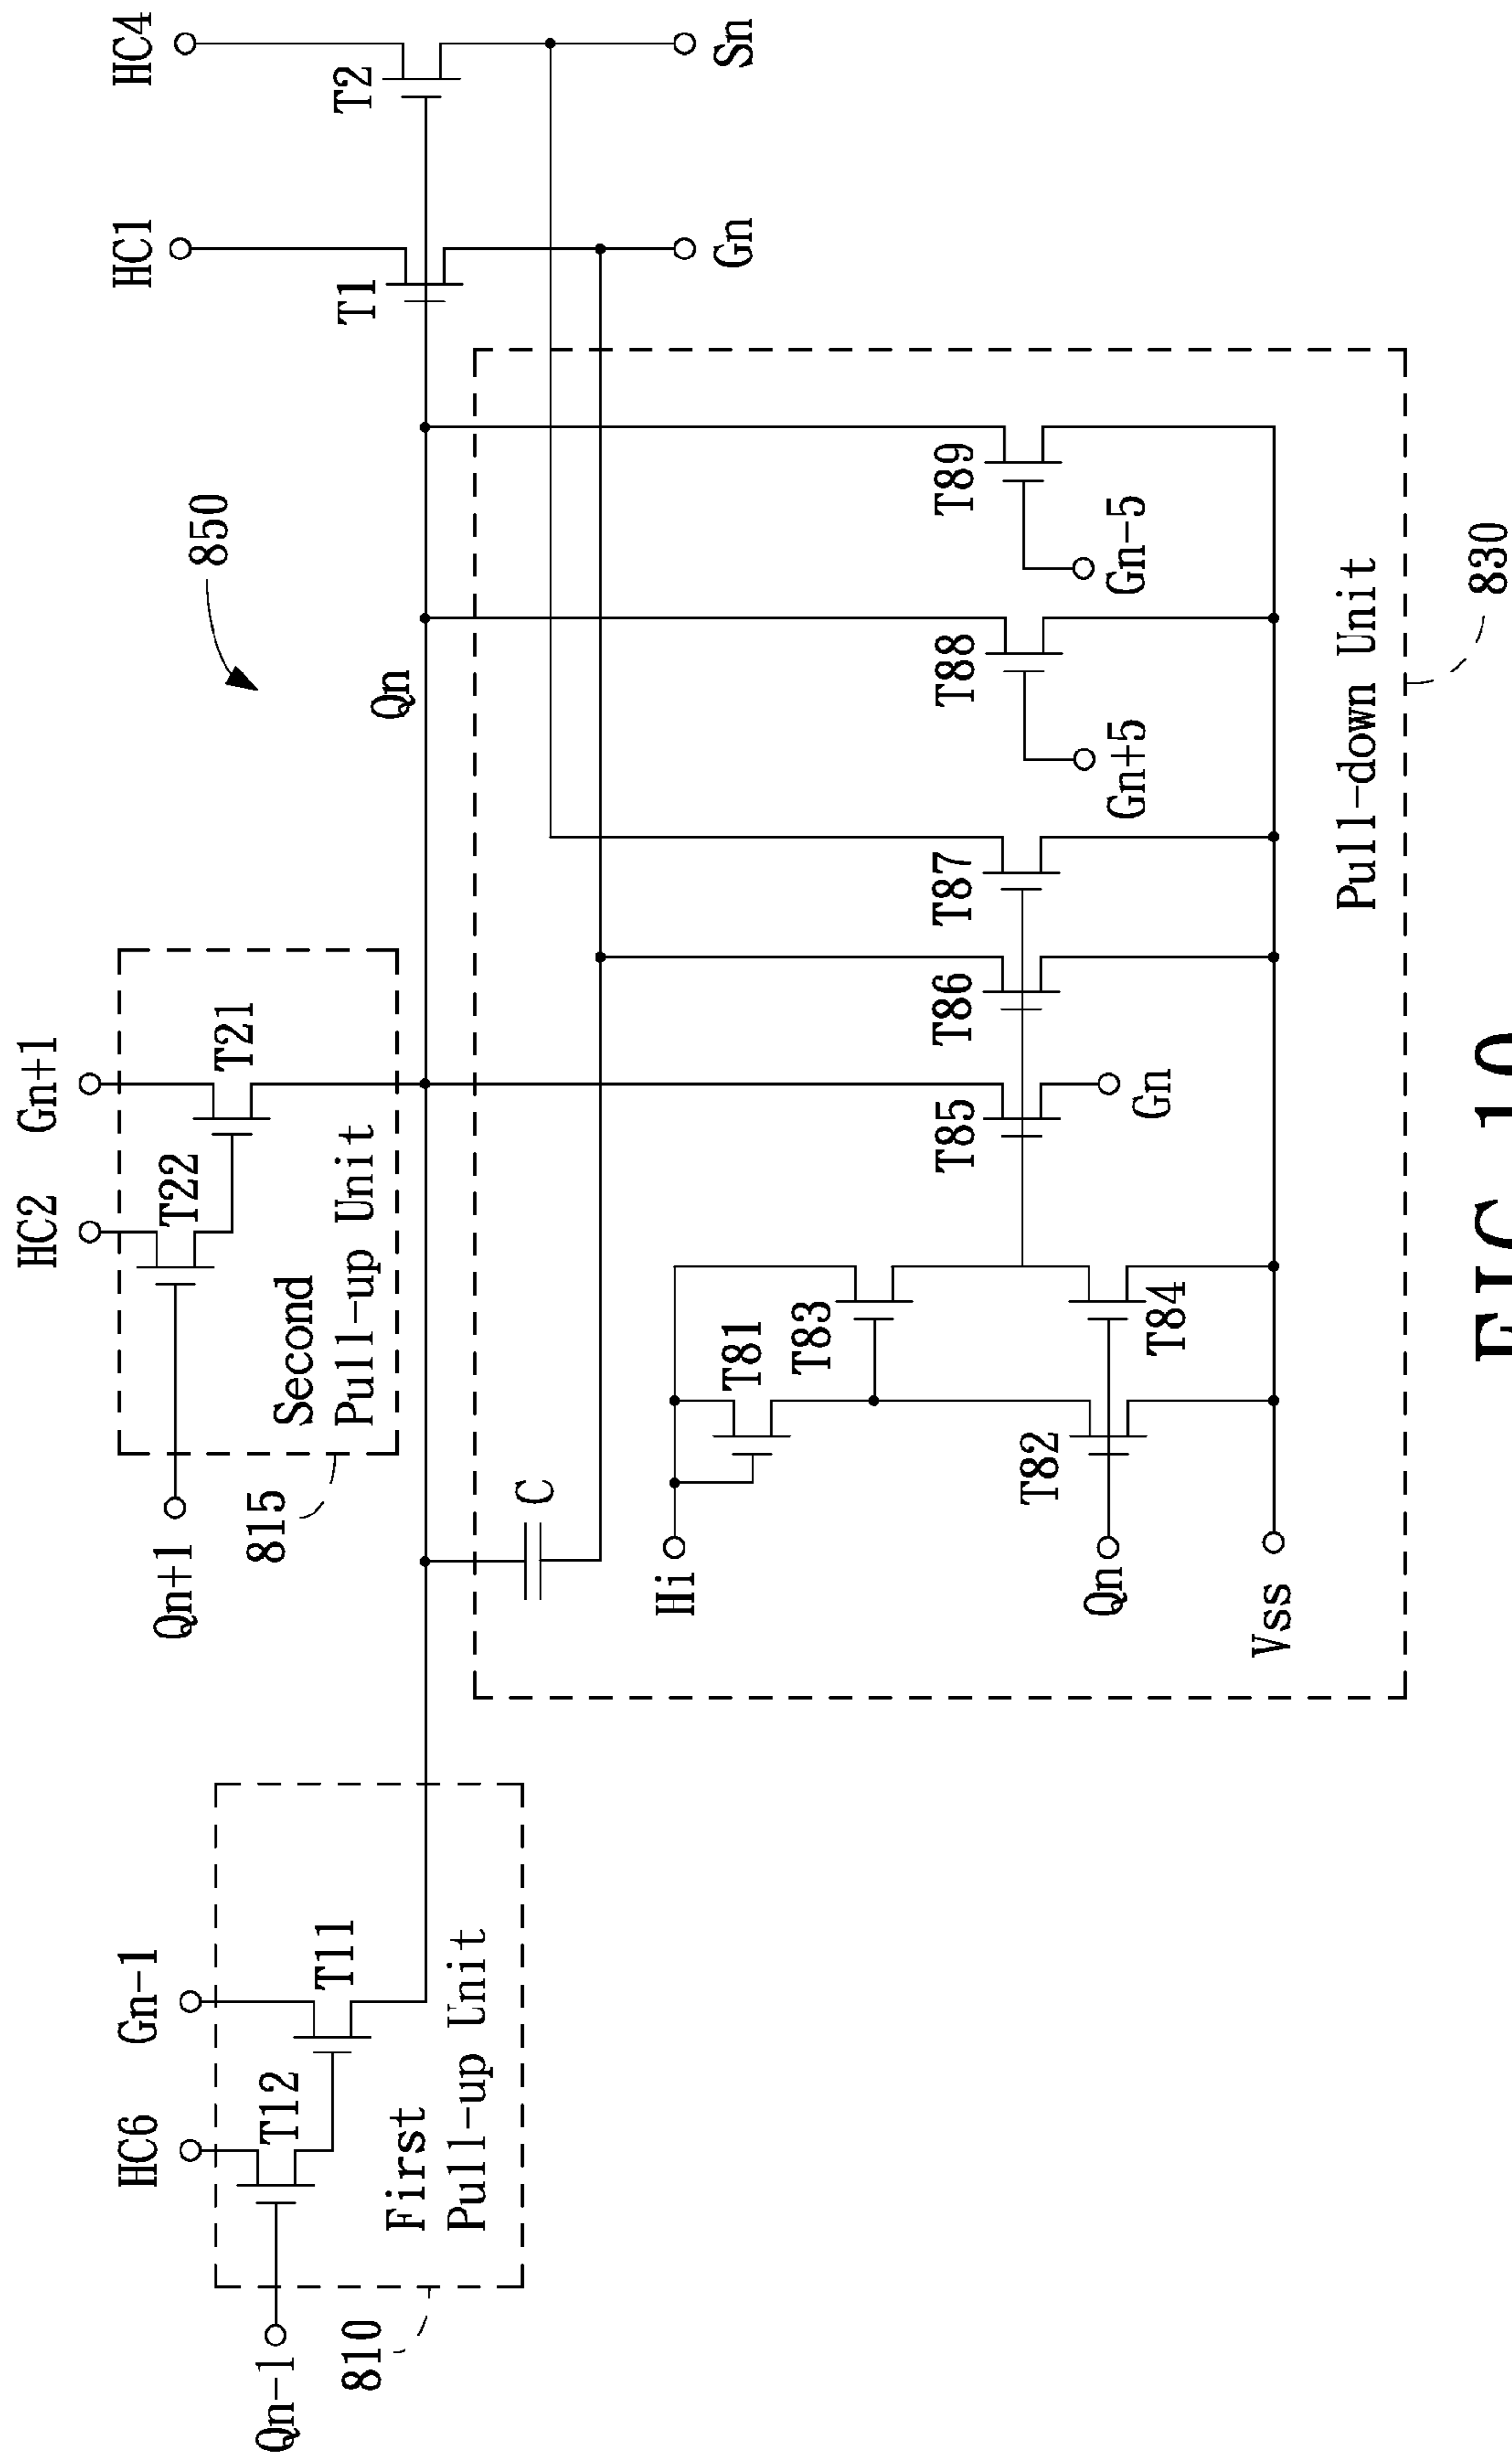 HC2
Gn+1
HC6
Gn-1
HC1
HC4
Qn+1
T22
T21
850
Qn-1
T12
815
Second
Pull-up Unit
T11
T1
T2
810
Qn
First
Pull-up Unit
C
Hi
T81
Gn
Sn
T83
T85
T86
T87
T88
T89
T82
Qn
T84
Gn
Gn+5
Gn-5
Vss
Pull-down Unit
830
FIG. 10